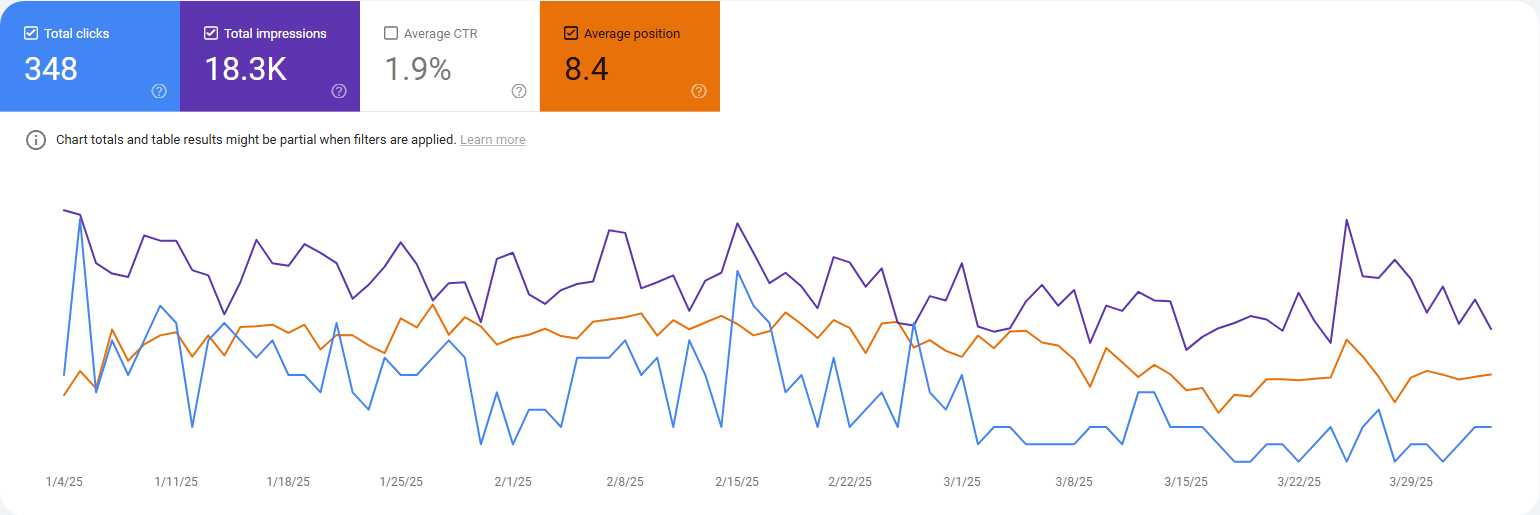 Total clicks
348
Total impressions
18.3K
Average CTR
1.9%
Average position
8.4
Chart totals and table results might be partial when filters are applied. Learn more
1/4/25 1/11/25 1/18/25 1/25/25 2/1/25 2/8/25 2/15/25 2/22/25 3/1/25 3/8/25 3/15/25 3/22/25 3/29/25